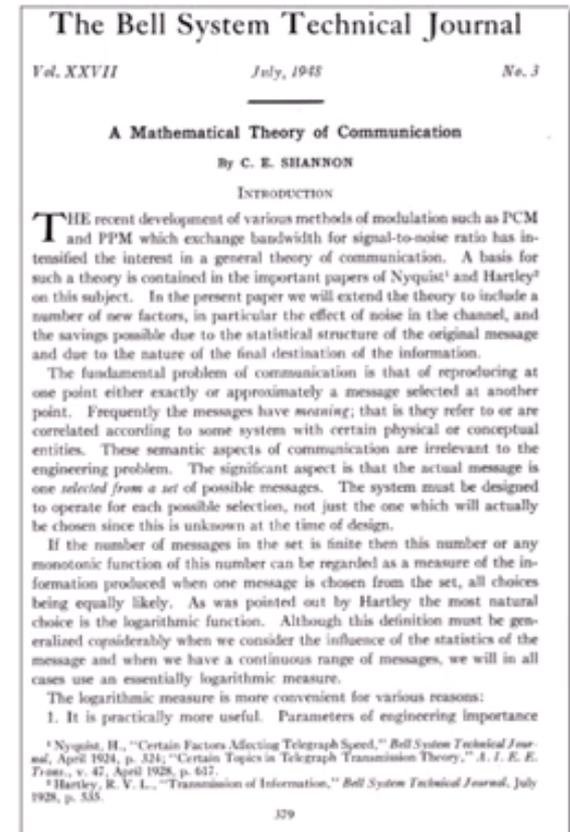 The Bell System Technical Journal
Vol. XXVII July, 1948 No. 3
A Mathematical Theory of Communication
By C. E. SHANNON
INTRODUCTION
THE recent development of various methods of modulation such as PCM
and PPM which exchange bandwidth for signal-to-noise ratio has in-
tensified the interest in a general theory of communication. A basis for
such a theory is contained in the important papers of Nyquist¹ and Hartley²
on this subject. In the present paper we will extend the theory to include a
number of new factors, in particular the effect of noise in the channel, and
the savings possible due to the statistical structure of the original message
and due to the nature of the final destination of the information.
The fundamental problem of communication is that of reproducing at
one point either exactly or approximately a message selected at another
point. Frequently the messages have meaning; that is they refer to or are
correlated according to some system with certain physical or conceptual
entities. These semantic aspects of communication are irrelevant to the
engineering problem. The significant aspect is that the actual message is
one selected from a set of possible messages. The system must be designed
to operate for each possible selection, not just the one which will actually
be chosen since this is unknown at the time of design.
If the number of messages in the set is finite then this number or any
monotonic function of this number can be regarded as a measure of the in-
formation produced when one message is chosen from the set, all choices
being equally likely. As was pointed out by Hartley the most natural
choice is the logarithmic function. Although this definition must be gen-
eralized considerably when we consider the influence of the statistics of the
message and when we have a continuous range of messages, we will in all
cases use an essentially logarithmic measure.
The logarithmic measure is more convenient for various reasons:
1. It is practically more useful. Parameters of engineering importance
¹ Nyquist, H., "Certain Factors Affecting Telegraph Speed," Bell System Technical Jour-
nal, April 1924, p. 324; "Certain Topics in Telegraph Transmission Theory," A. I. E. E.
Trans., v. 47, April 1928, p. 617.
² Hartley, R. V. L., "Transmission of Information," Bell System Technical Journal, July
1928, p. 535.
379